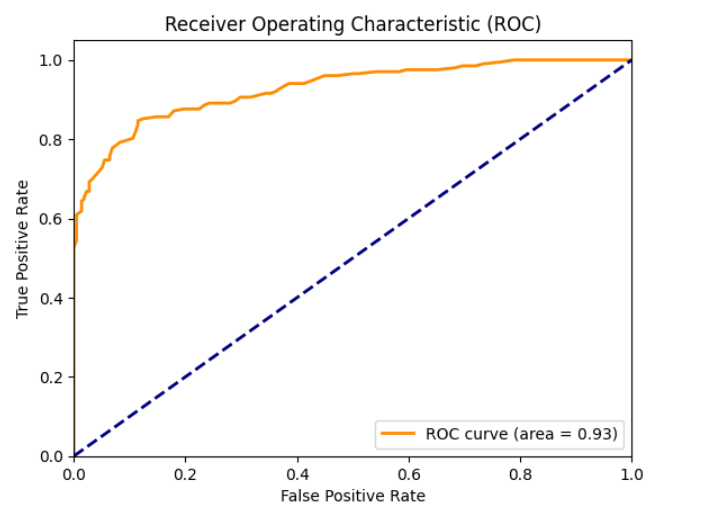 Receiver Operating Characteristic (ROC)
1.0
0.8
0.6
0.4
0.2
0.0
True Positive Rate
ROC curve (area = 0.93)
0.0 0.2 0.4 0.6 0.8 1.0
False Positive Rate